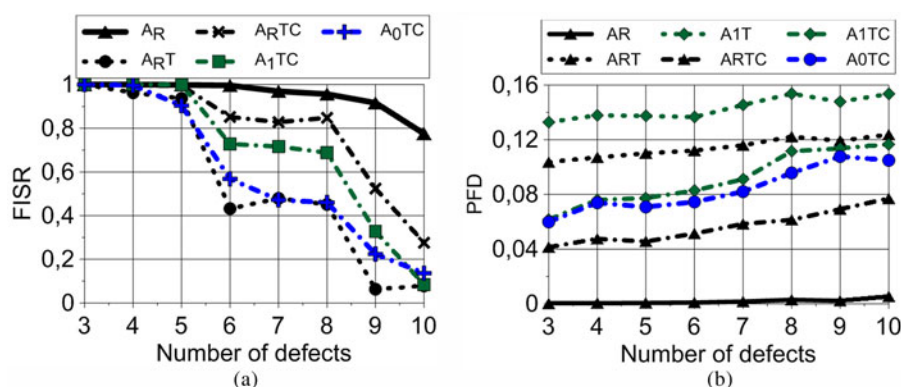 (a)
A_R A_RTC A_0TC
A_RT A_1TC
1
0,8
0,6
0,4
0,2
0
FISR
3 4 5 6 7 8 9 10
Number of defects
(a)
(b)
AR A1T A1TC
ART ARTC A0TC
0,16
0,12
0,08
0,04
0
PFD
3 4 5 6 7 8 9 10
Number of defects
(b)